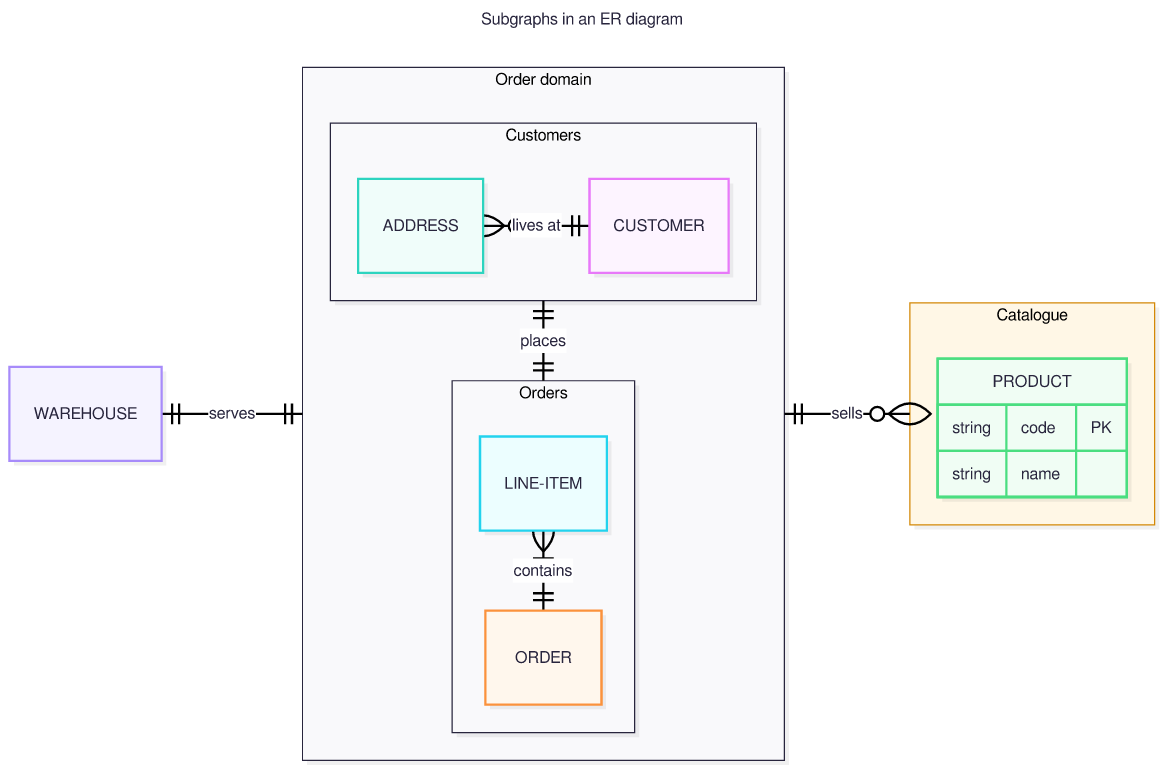 Subgraphs in an ER diagram
Order domain
Customers
ADDRESS
lives at
CUSTOMER
places
WAREHOUSE
serves
Orders
LINE-ITEM
contains
ORDER
sells
Catalogue
PRODUCT
string code PK
string name